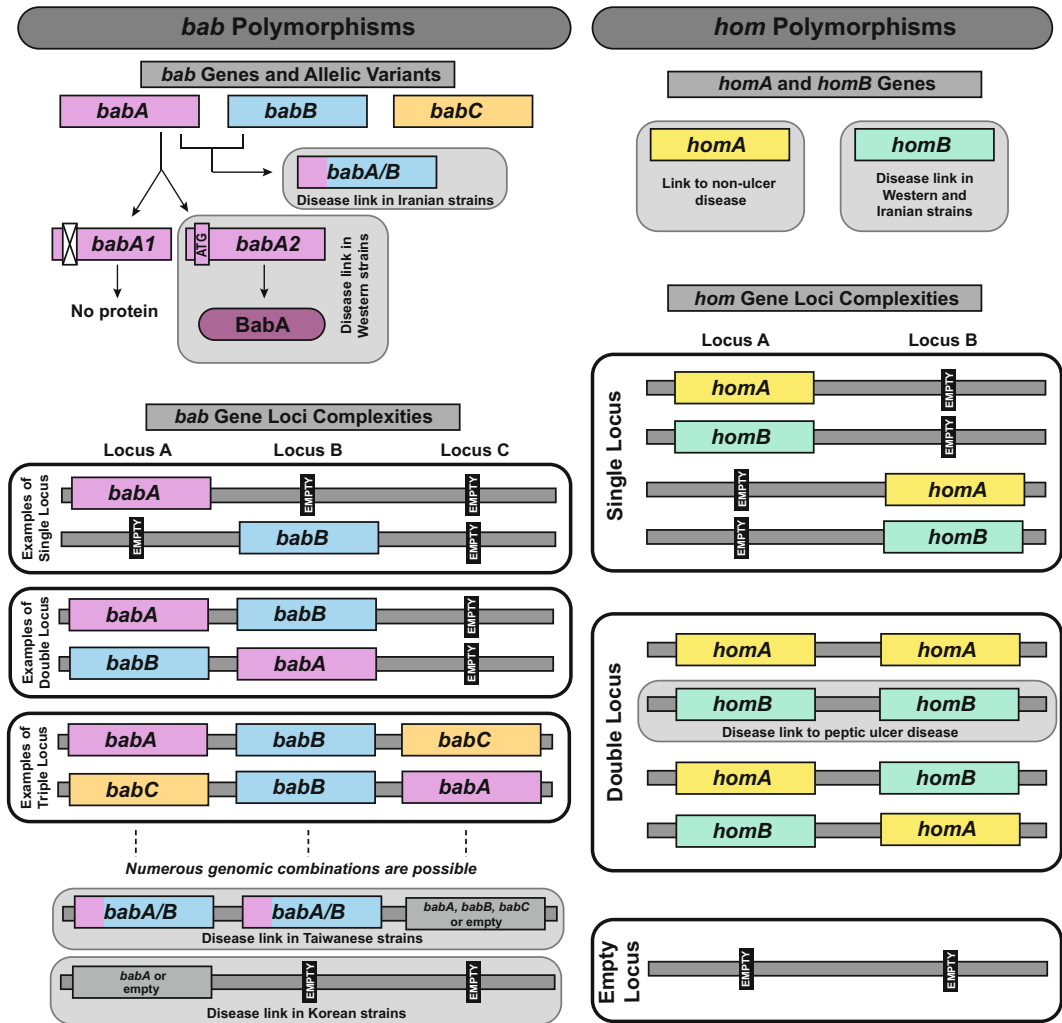 bab Polymorphisms
bab Genes and Allelic Variants
babA
babB
babC
babA/B
Disease link in Iranian strains
babA1
No protein
ATG
babA2
BabA
Disease link in
Western strains
bab Gene Loci Complexities
Locus A
Locus B
Locus C
Examples of
Single Locus
babA
EMPTY
EMPTY
EMPTY
babB
EMPTY
Examples of
Double Locus
babA
babB
EMPTY
babB
babA
EMPTY
Examples of
Triple Locus
babA
babB
babC
babC
babB
babA
Numerous genomic combinations are possible
babA/B
babA/B
babA, babB, babC
or empty
Disease link in Taiwanese strains
babA or
empty
EMPTY
EMPTY
Disease link in Korean strains
hom Polymorphisms
homA and homB Genes
homA
Link to non-ulcer
disease
homB
Disease link in
Western and
Iranian strains
hom Gene Loci Complexities
Locus A
Locus B
Single Locus
homA
EMPTY
homB
EMPTY
EMPTY
homA
EMPTY
homB
Double Locus
homA
homA
homB
homB
Disease link to peptic ulcer disease
homA
homB
homB
homA
Empty
Locus
EMPTY
EMPTY